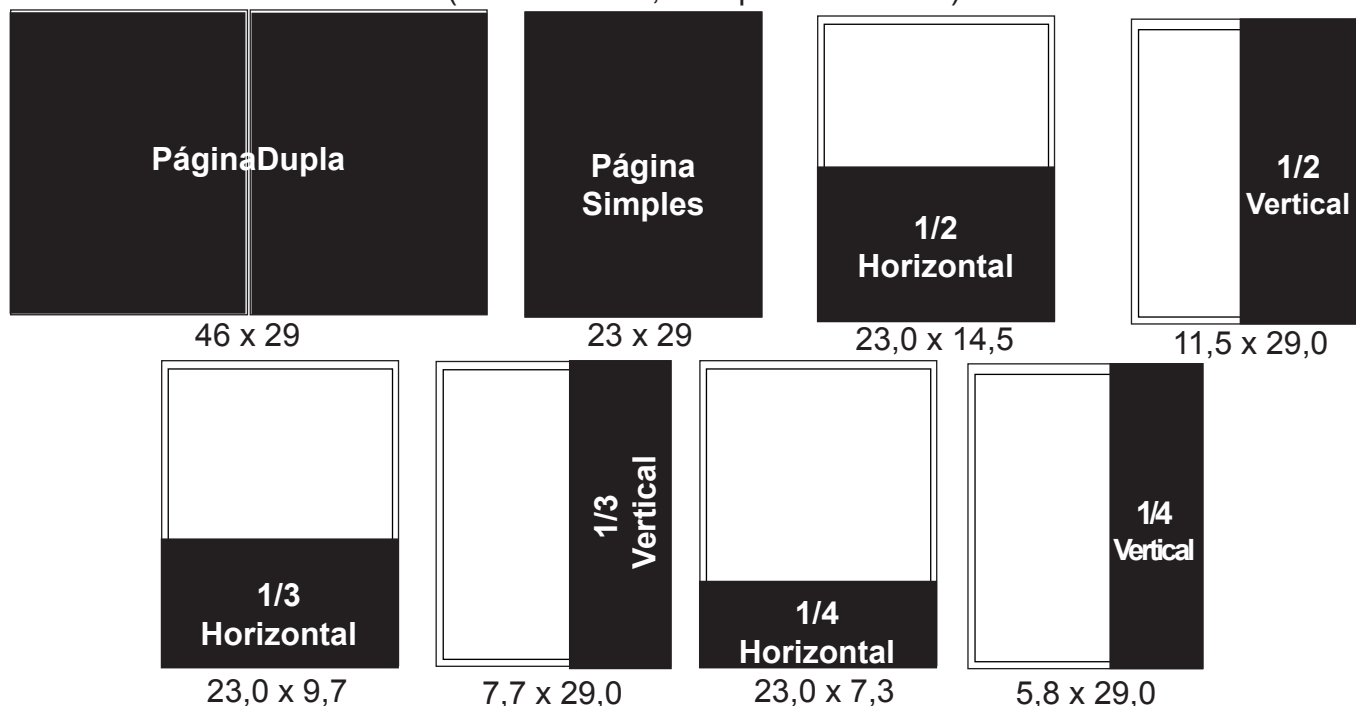 PáginaDupla
Página
Simples
1/2
Horizontal
1/2
Vertical
46 x 29
23 x 29
23,0 x 14,5
11,5 x 29,0
1/3
Horizontal
1/3
Vertical
1/4
Horizontal
1/4
Vertical
23,0 x 9,7
7,7 x 29,0
23,0 x 7,3
5,8 x 29,0